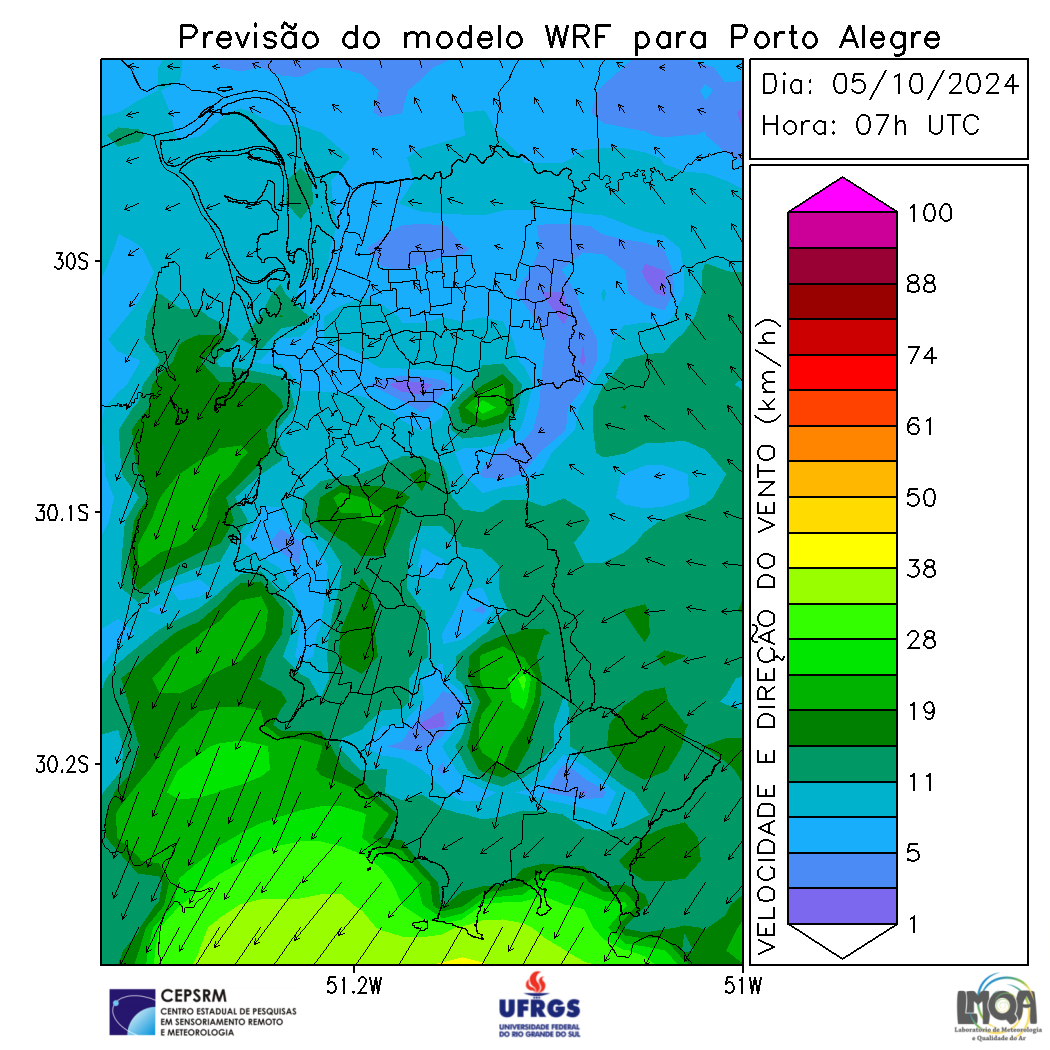 Previsão do modelo WRF para Porto Alegre
Dia: 05/10/2024
Hora: 07h UTC
30S
30.1S
30.2S
51.2W
51W
VELOCIDADE E DIREÇÃO DO VENTO (km/h)
100
88
74
61
50
38
28
19
11
5
1
CEPSRM
CENTRO ESTADUAL DE PESQUISAS
EM SENSORIAMENTO REMOTO
E METEOROLOGIA
UFRGS
UNIVERSIDADE FEDERAL
DO RIO GRANDE DO SUL
LMQA
Laboratório de Meteorologia
e Qualidade do Ar